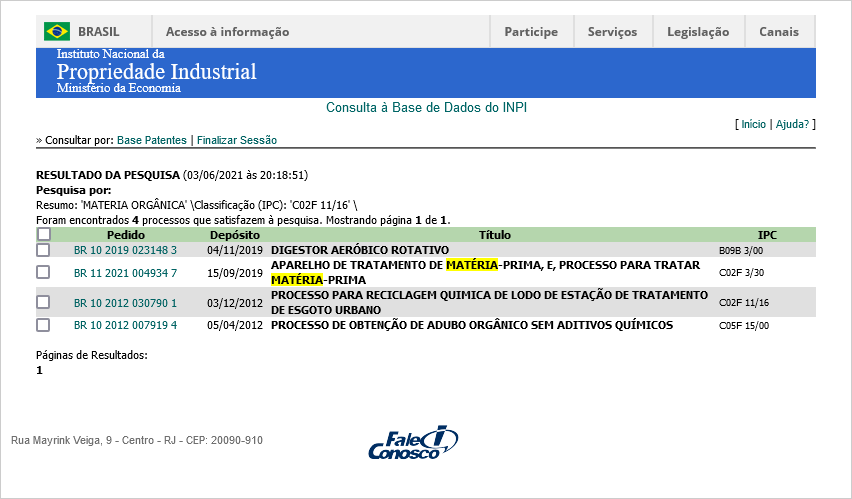 BRASIL Acesso à informação Participe Serviços Legislação Canais
Instituto Nacional da
Propriedade Industrial
Ministério da Economia
Consulta à Base de Dados do INPI
[ Início | Ajuda? ]
» Consultar por: Base Patentes | Finalizar Sessão
RESULTADO DA PESQUISA (03/06/2021 às 20:18:51)
Pesquisa por:
Resumo: 'MATERIA ORGÂNICA' \Classificação (IPC): 'C02F 11/16' \
Foram encontrados 4 processos que satisfazem à pesquisa. Mostrando página 1 de 1.
Pedido Depósito Título IPC
BR 10 2019 023148 3 04/11/2019 DIGESTOR AERÓBICO ROTATIVO B09B 3/00
BR 11 2021 004934 7 15/09/2019 APARELHO DE TRATAMENTO DE MATÉRIA-PRIMA, E, PROCESSO PARA TRATAR C02F 3/30
MATÉRIA-PRIMA
BR 10 2012 030790 1 03/12/2012 PROCESSO PARA RECICLAGEM QUIMICA DE LODO DE ESTAÇÃO DE TRATAMENTO C02F 11/16
DE ESGOTO URBANO
BR 10 2012 007919 4 05/04/2012 PROCESSO DE OBTENÇÃO DE ADUBO ORGÂNICO SEM ADITIVOS QUÍMICOS C05F 15/00
Páginas de Resultados:
1
Rua Mayrink Veiga, 9 - Centro - RJ - CEP: 20090-910
Fale
Conosco